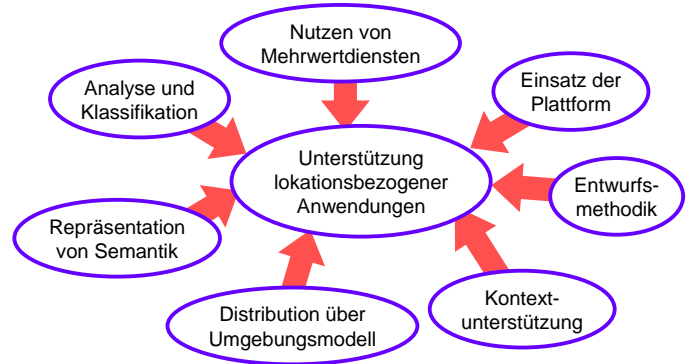 Nutzen von
Mehrwertdiensten
Analyse und
Klassifikation
Einsatz der
Plattform
Unterstützung
lokationsbezogener
Anwendungen
Entwurfs-
methodik
Repräsentation
von Semantik
Distribution über
Umgebungsmodell
Kontext-
unterstützung